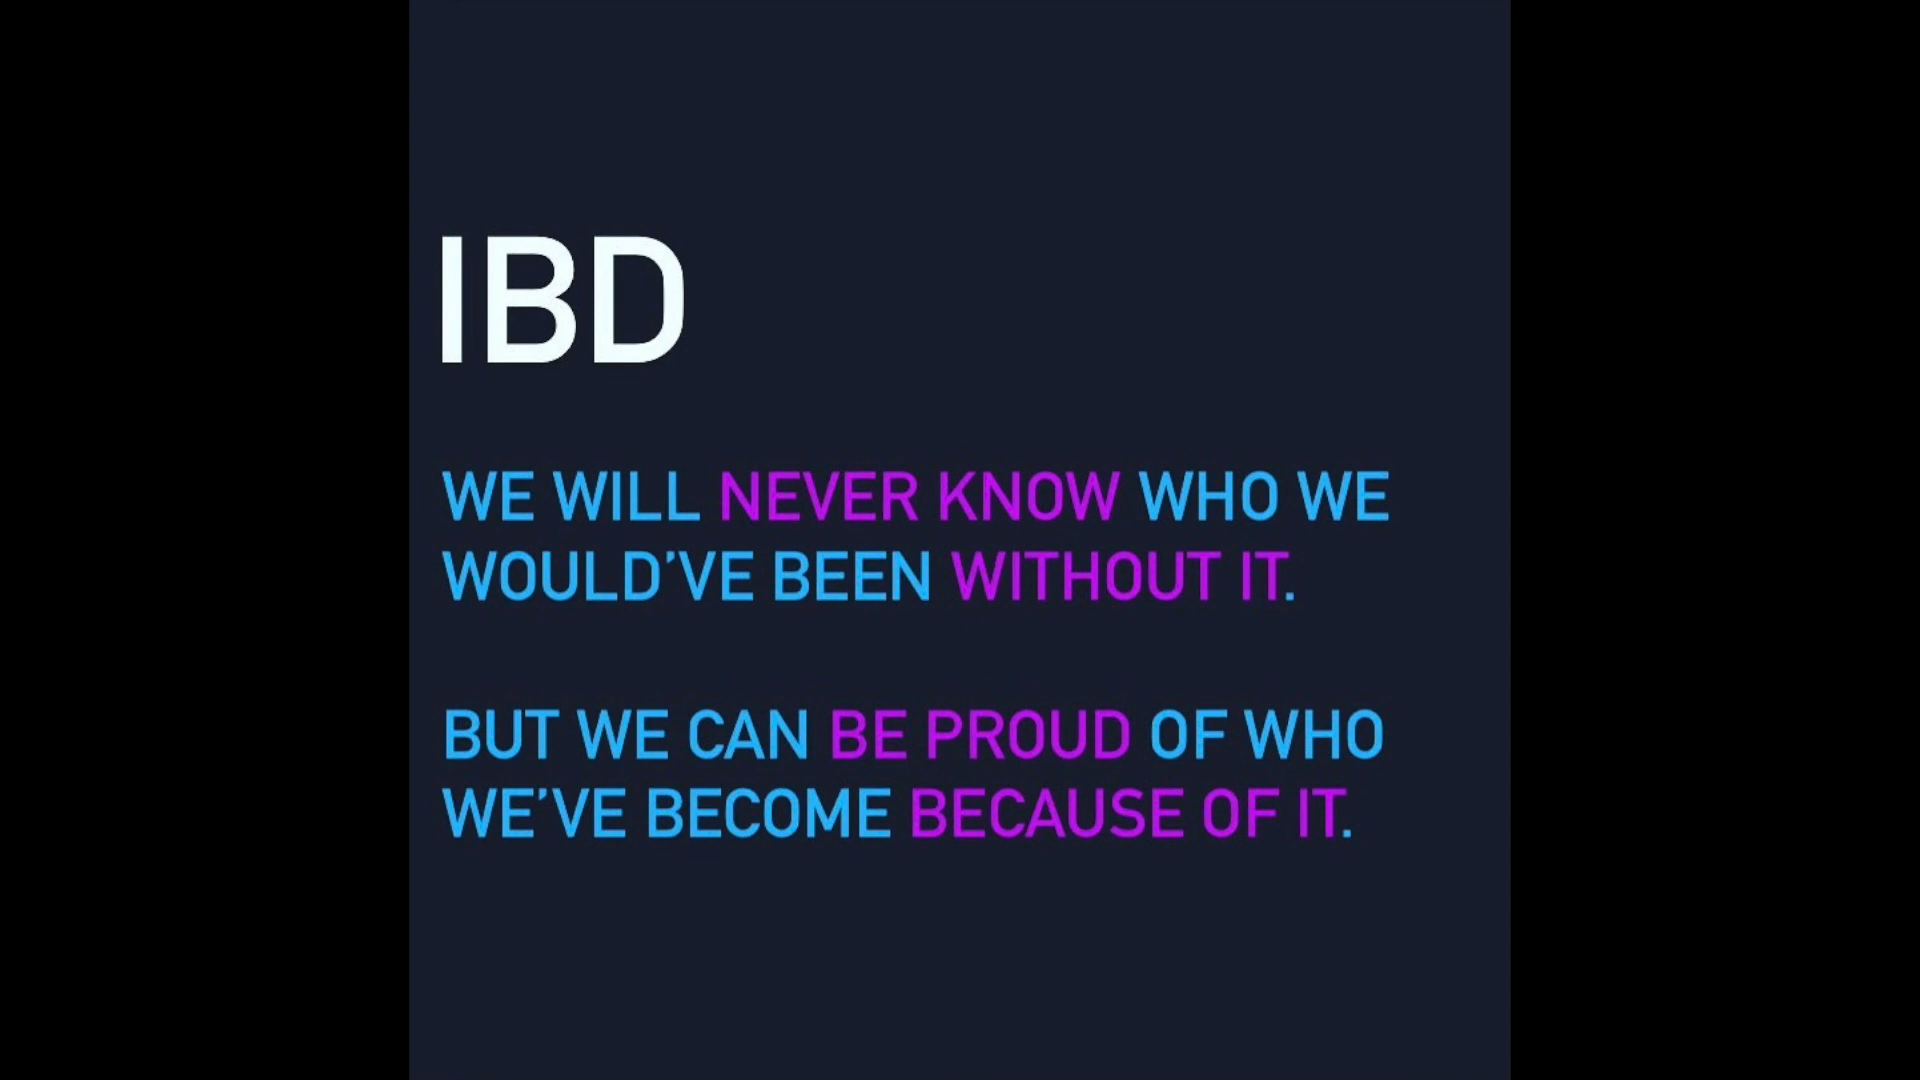 IBD
WE WILL NEVER KNOW WHO WE
WOULD'VE BEEN WITHOUT IT.
BUT WE CAN BE PROUD OF WHO
WE'VE BECOME BECAUSE OF IT.